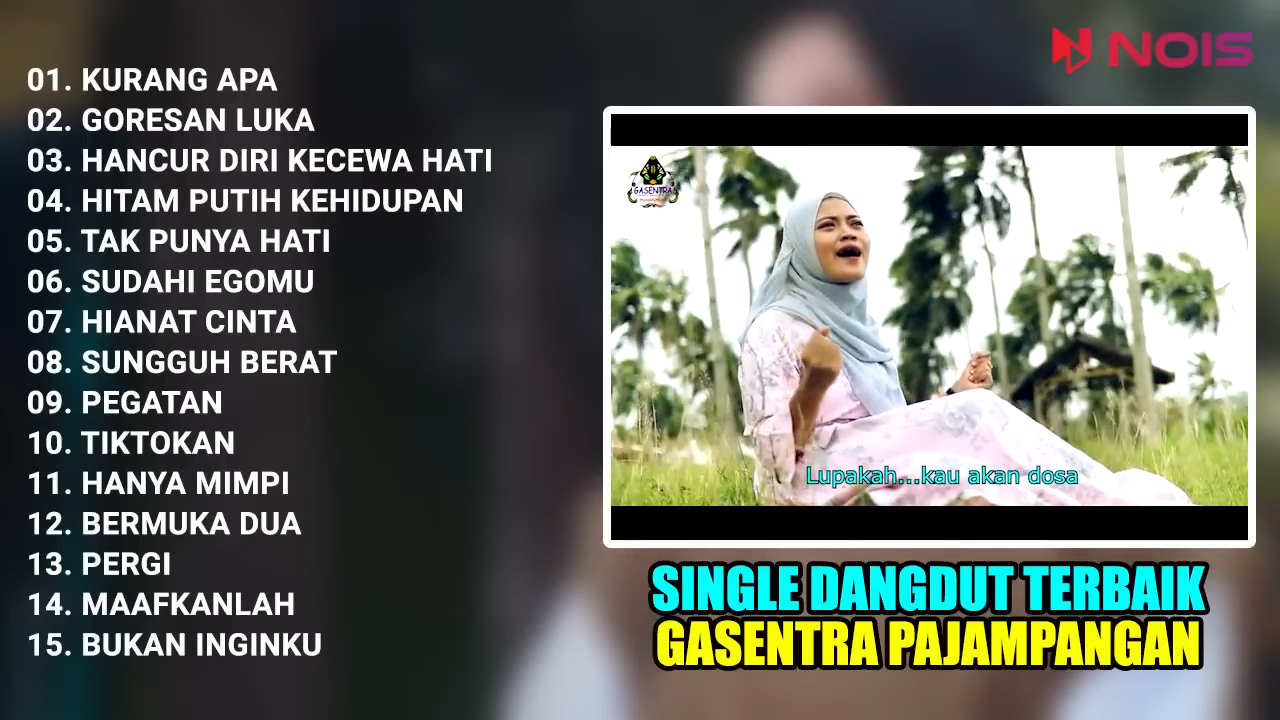 NOIS
01. KURANG APA
02. GORESAN LUKA
03. HANCUR DIRI KECEWA HATI
04. HITAM PUTIH KEHIDUPAN
05. TAK PUNYA HATI
06. SUDAHI EGOMU
07. HIANAT CINTA
08. SUNGGUH BERAT
09. PEGATAN
10. TIKTOKAN
11. HANYA MIMPI
12. BERMUKA DUA
13. PERGI
14. MAAFKANLAH
15. BUKAN INGINKU
GASENTRA
Lupakah...kau akan dosa
SINGLE DANGDUT TERBAIK
GASENTRA PAJAMPANGAN